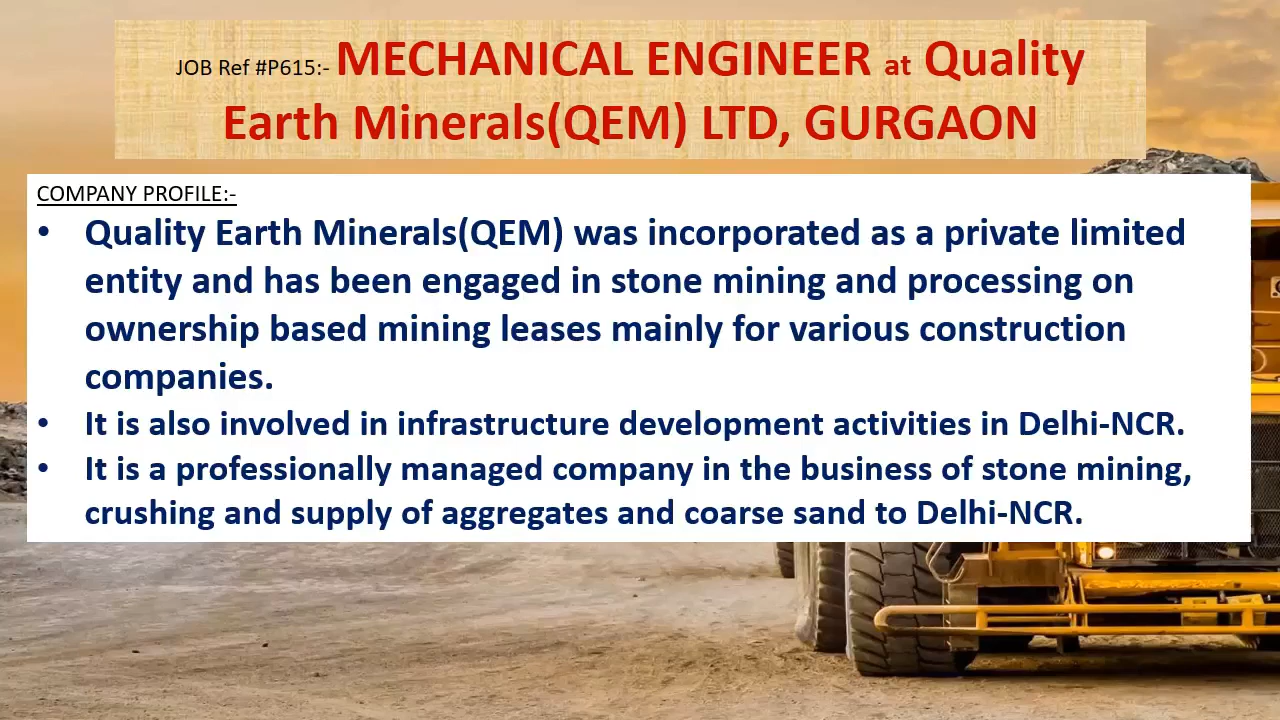 JOB Ref #P615:- MECHANICAL ENGINEER at Quality
Earth Minerals(QEM) LTD, GURGAON
COMPANY PROFILE:-
• Quality Earth Minerals(QEM) was incorporated as a private limited
entity and has been engaged in stone mining and processing on
ownership based mining leases mainly for various construction
companies.
• It is also involved in infrastructure development activities in Delhi-NCR.
• It is a professionally managed company in the business of stone mining,
crushing and supply of aggregates and coarse sand to Delhi-NCR.